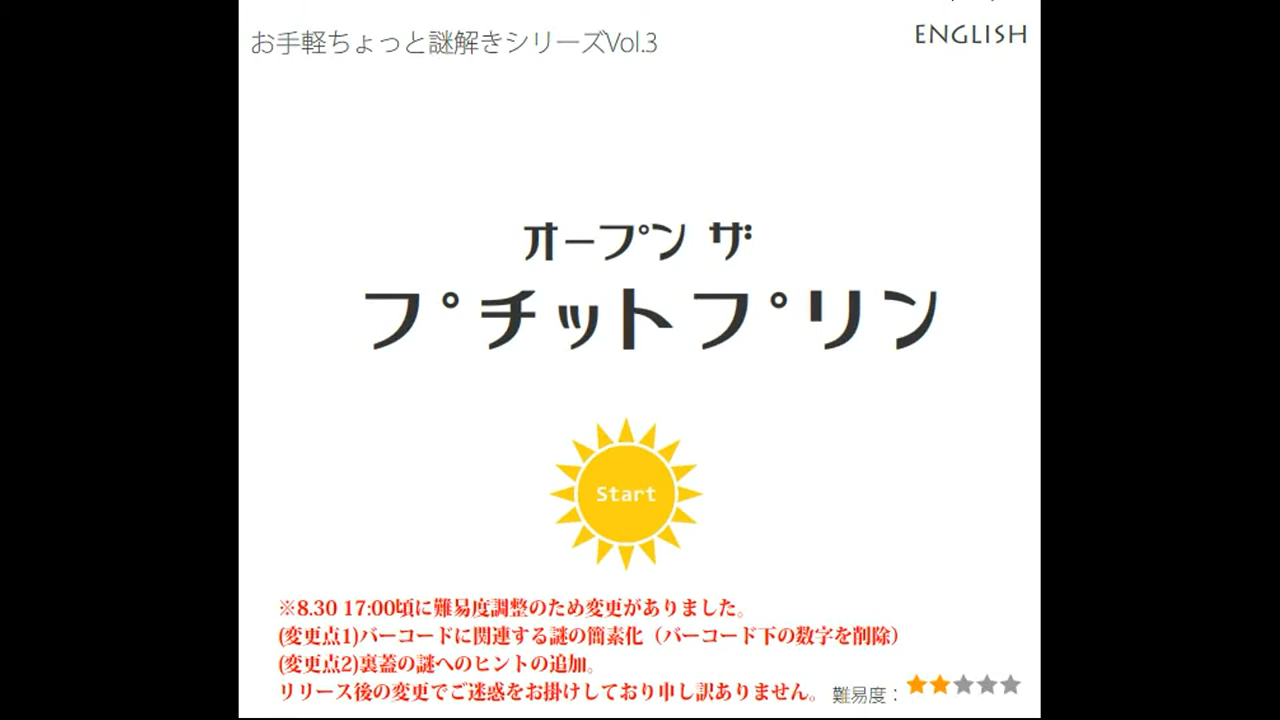 お手軽ちょっと謎解きシリーズVol.3
ENGLISH
オープン ザ
プチットプリン
Start
※8.30 17:00頃に難易度調整のため変更がありました。
(変更点1)バーコードに関連する謎の簡素化（バーコード下の数字を削除）
(変更点2)裏蓋の謎へのヒントの追加。
リリース後の変更でご迷惑をお掛けしており申し訳ありません。
難易度：